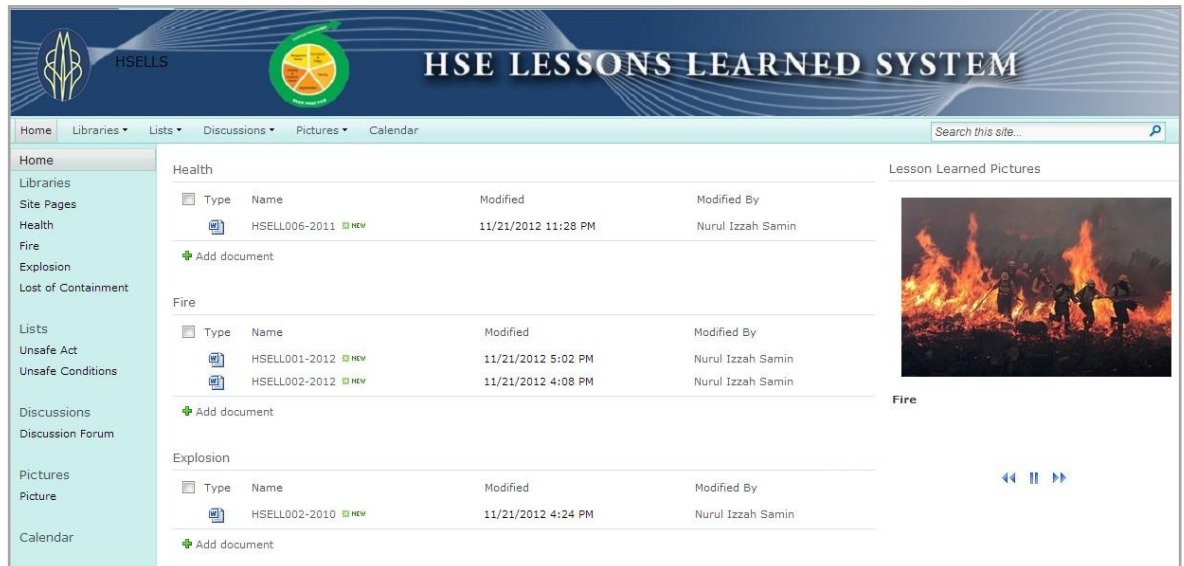 HSELLS
HSE LESSONS LEARNED SYSTEM
Home Libraries Lists Discussions Pictures Calendar
Search this site...
Home
Libraries
Site Pages
Health
Fire
Explosion
Lost of Containment
Lists
Unsafe Act
Unsafe Conditions
Discussions
Discussion Forum
Pictures
Picture
Calendar
Health
Type Name Modified Modified By
HSELL006-2011 NEW 11/21/2012 11:28 PM Nurul Izzah Samin
Add document
Fire
Type Name Modified Modified By
HSELL001-2012 NEW 11/21/2012 5:02 PM Nurul Izzah Samin
HSELL002-2012 NEW 11/21/2012 4:08 PM Nurul Izzah Samin
Add document
Explosion
Type Name Modified Modified By
HSELL002-2010 NEW 11/21/2012 4:24 PM Nurul Izzah Samin
Add document
Lesson Learned Pictures
Fire